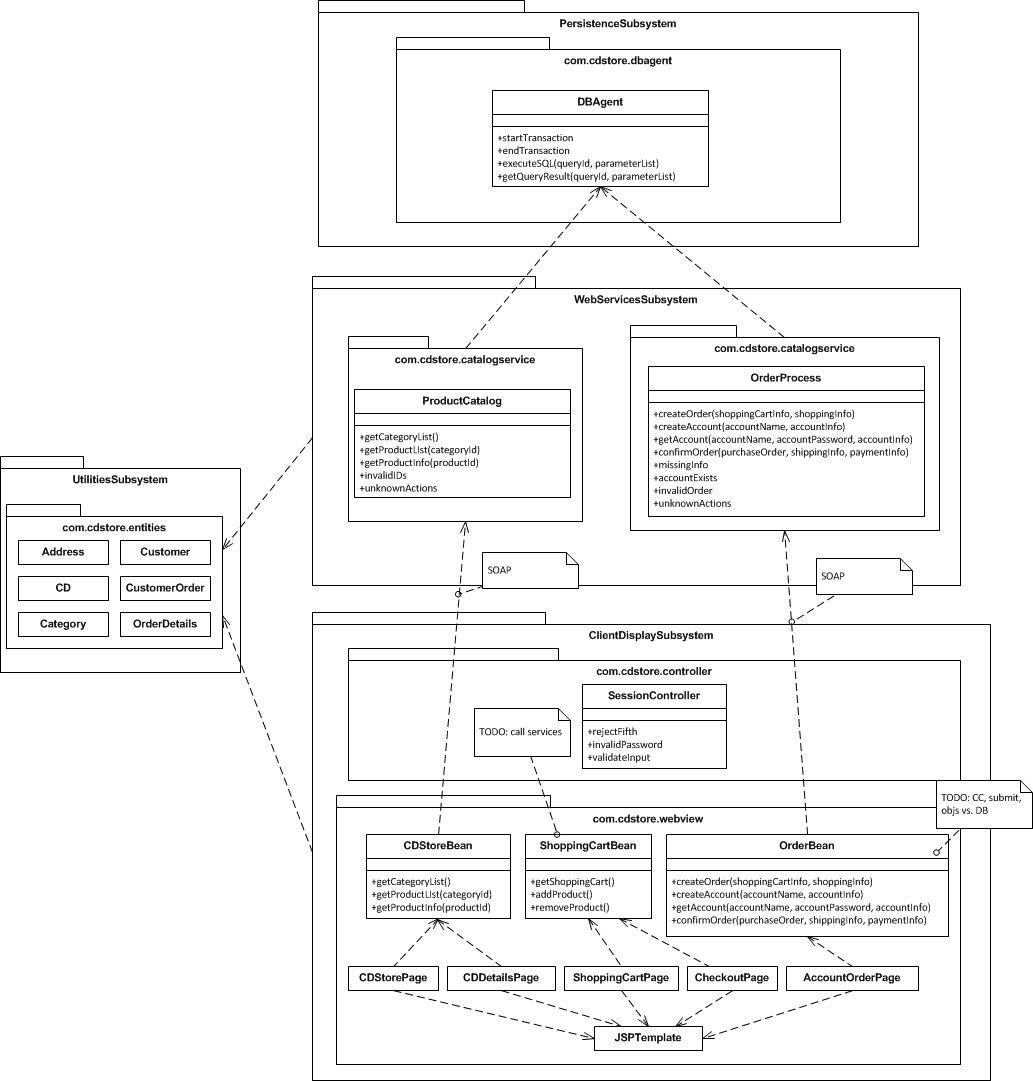 PersistenceSubsystem
com.cdstore.dbagent
DBAgent
+startTransaction
+endTransaction
+executeSQL(queryId, parameterList)
+getQueryResult(queryId, parameterList)
WebServicesSubsystem
com.cdstore.catalogservice
ProductCatalog
+getCategoryList()
+getProductLIst(categoryId)
+getProductInfo(productId)
+invalidIDs
+unknownActions
com.cdstore.catalogservice
OrderProcess
+createOrder(shoppingCartInfo, shoppingInfo)
+createAccount(accountName, accountInfo)
+getAccount(accountName, accountPassword, accountInfo)
+confirmOrder(purchaseOrder, shippingInfo, paymentInfo)
+missingInfo
+accountExists
+invalidOrder
+unknownActions
UtilitiesSubsystem
com.cdstore.entities
Address
Customer
CD
CustomerOrder
Category
OrderDetails
SOAP
SOAP
ClientDisplaySubsystem
com.cdstore.controller
SessionController
+rejectFifth
+invalidPassword
+validateInput
TODO: call services
TODO: CC, submit,
objs vs. DB
com.cdstore.webview
CDStoreBean
+getCategoryList()
+getProductLIst(categoryId)
+getProductInfo(productId)
ShoppingCartBean
+getShoppingCart()
+addProduct()
+removeProduct()
OrderBean
+createOrder(shoppingCartInfo, shoppingInfo)
+createAccount(accountName, accountInfo)
+getAccount(accountName, accountPassword, accountInfo)
+confirmOrder(purchaseOrder, shippingInfo, paymentInfo)
CDStorePage
CDDetailsPage
ShoppingCartPage
CheckoutPage
AccountOrderPage
JSPTemplate